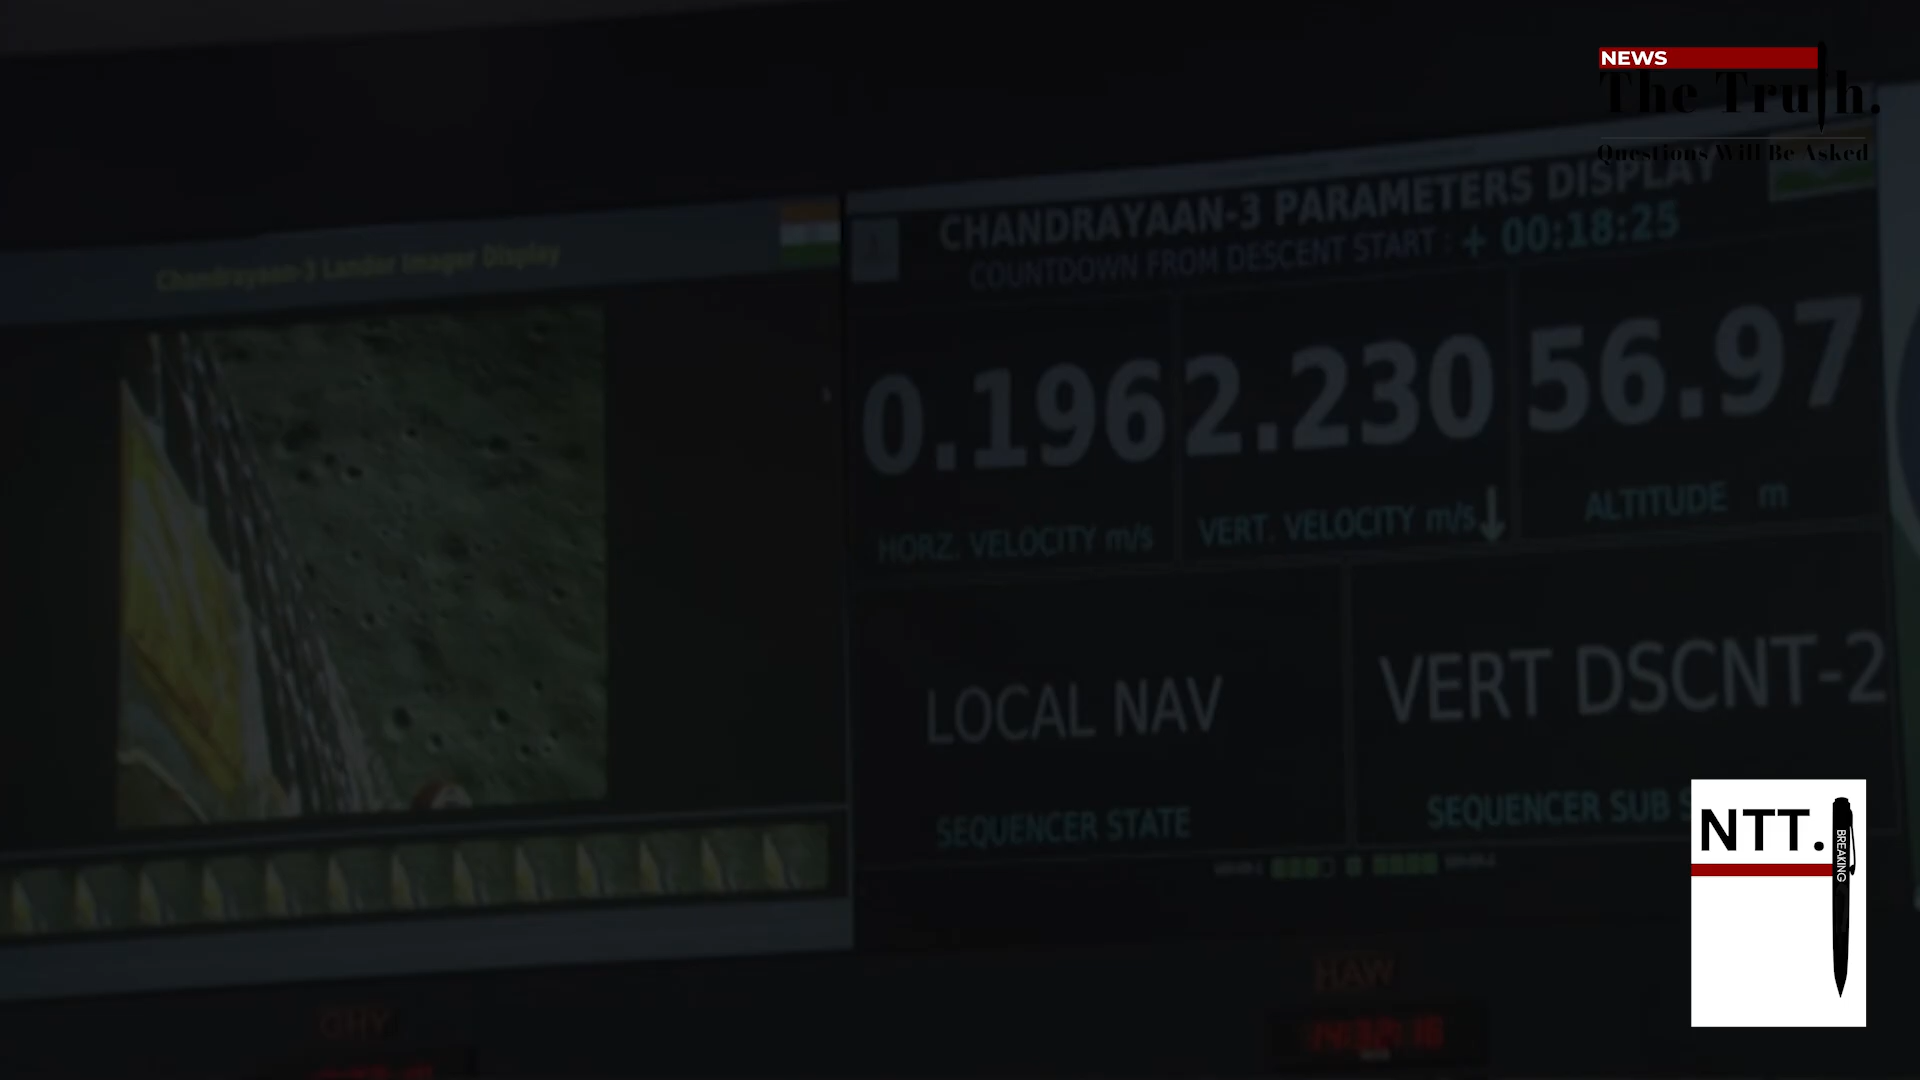 NEWS
The Truth.
Questions Will Be Asked
Chandrayaan-3 Lander Imager Display
CHANDRAYAAN-3 PARAMETERS DISPLAY
COUNTDOWN FROM DESCENT START : + 00:18:25
0.196 2.230 56.97
HORZ. VELOCITY m/s VERT. VELOCITY m/s ALTITUDE m
LOCAL NAV VERT DSCNT-2
SEQUENCER STATE SEQUENCER SUB
NTT.
BREAKING
HAW
GHY